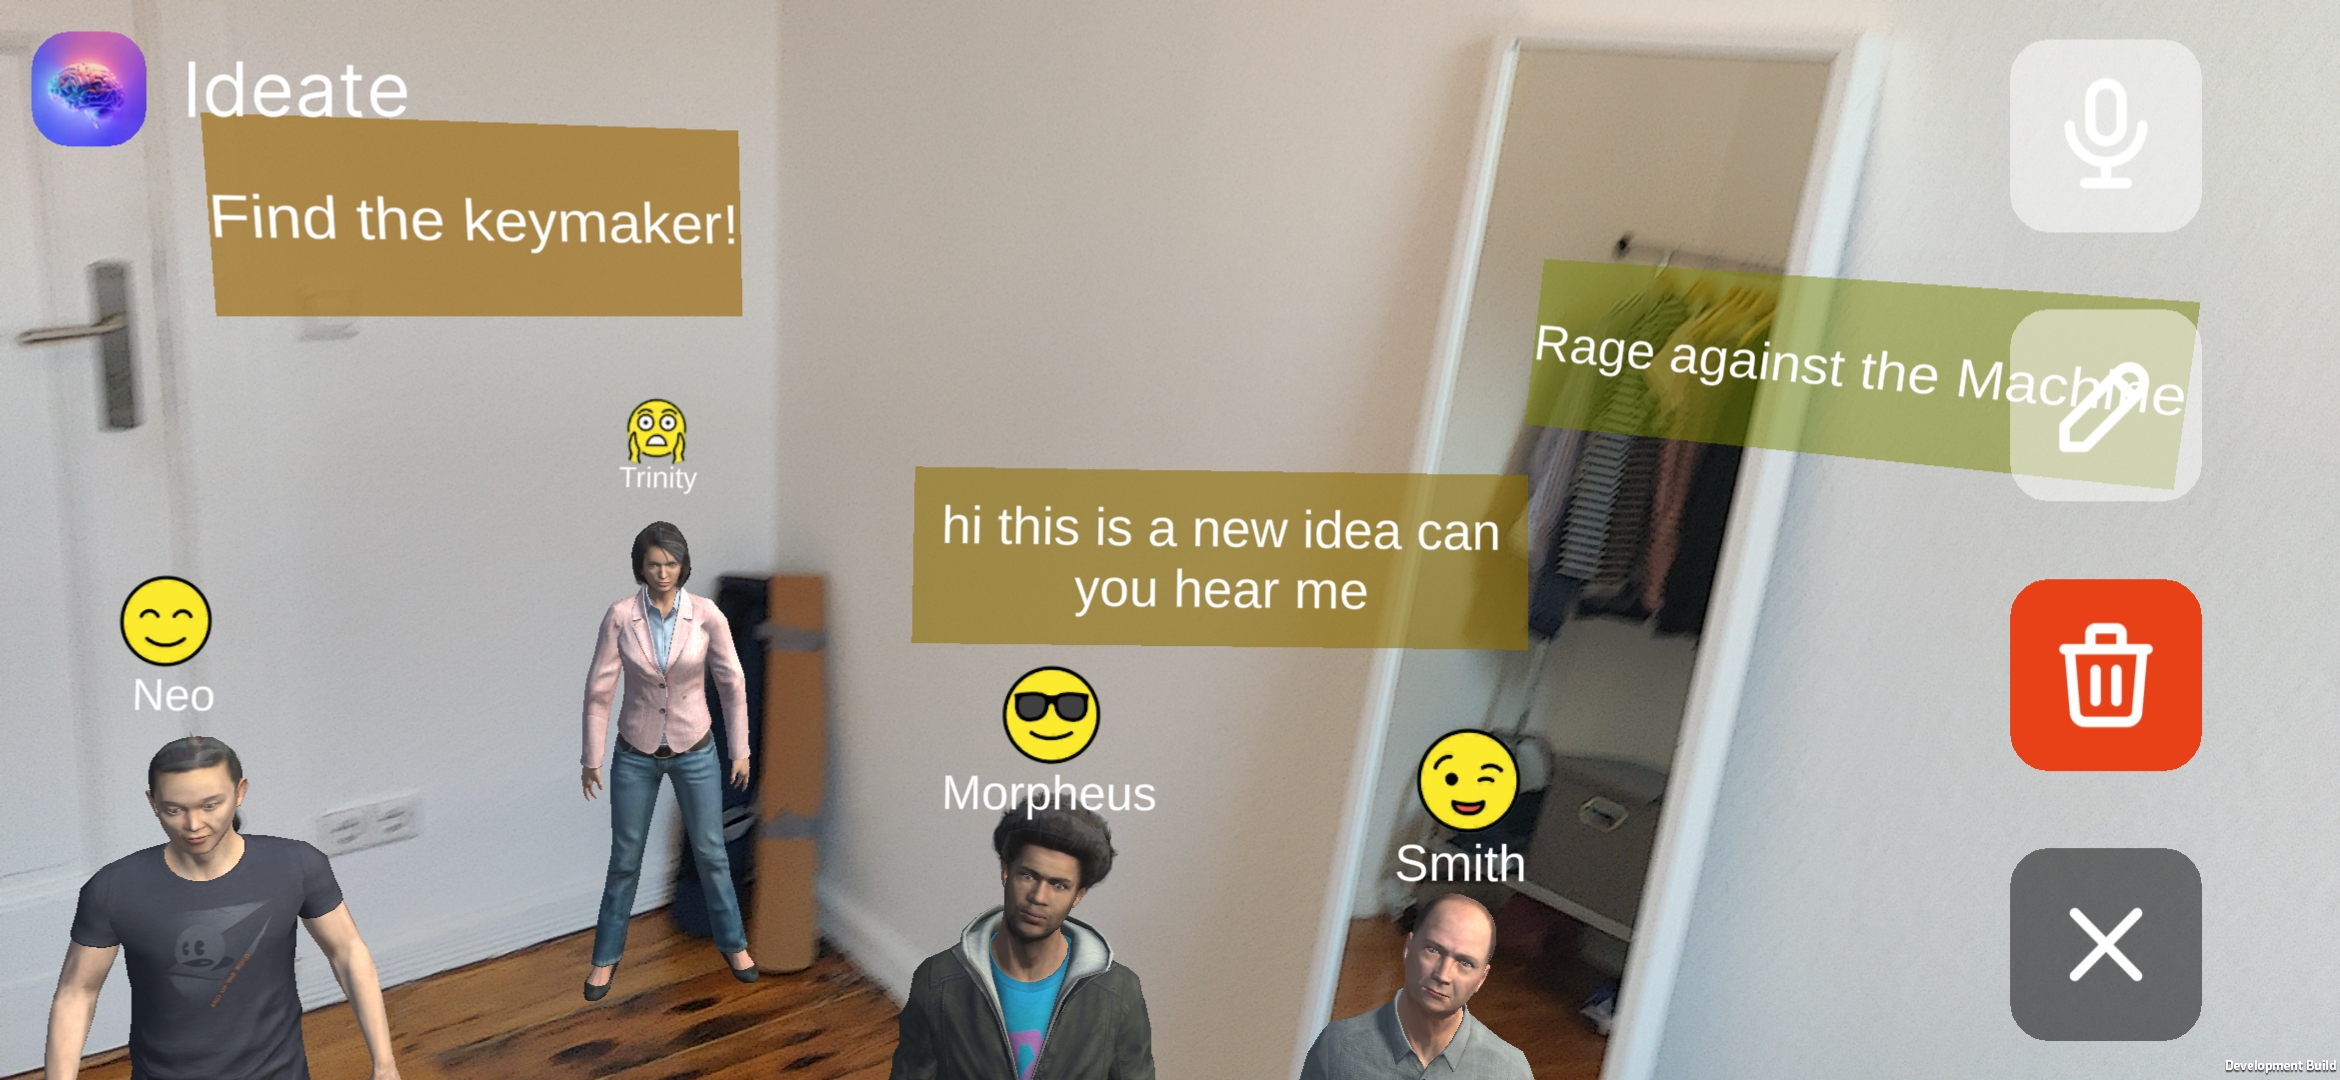 Ideate
Find the keymaker!
Rage against the Machine
Trinity
hi this is a new idea can
you hear me
Neo
Morpheus
Smith
Development Build